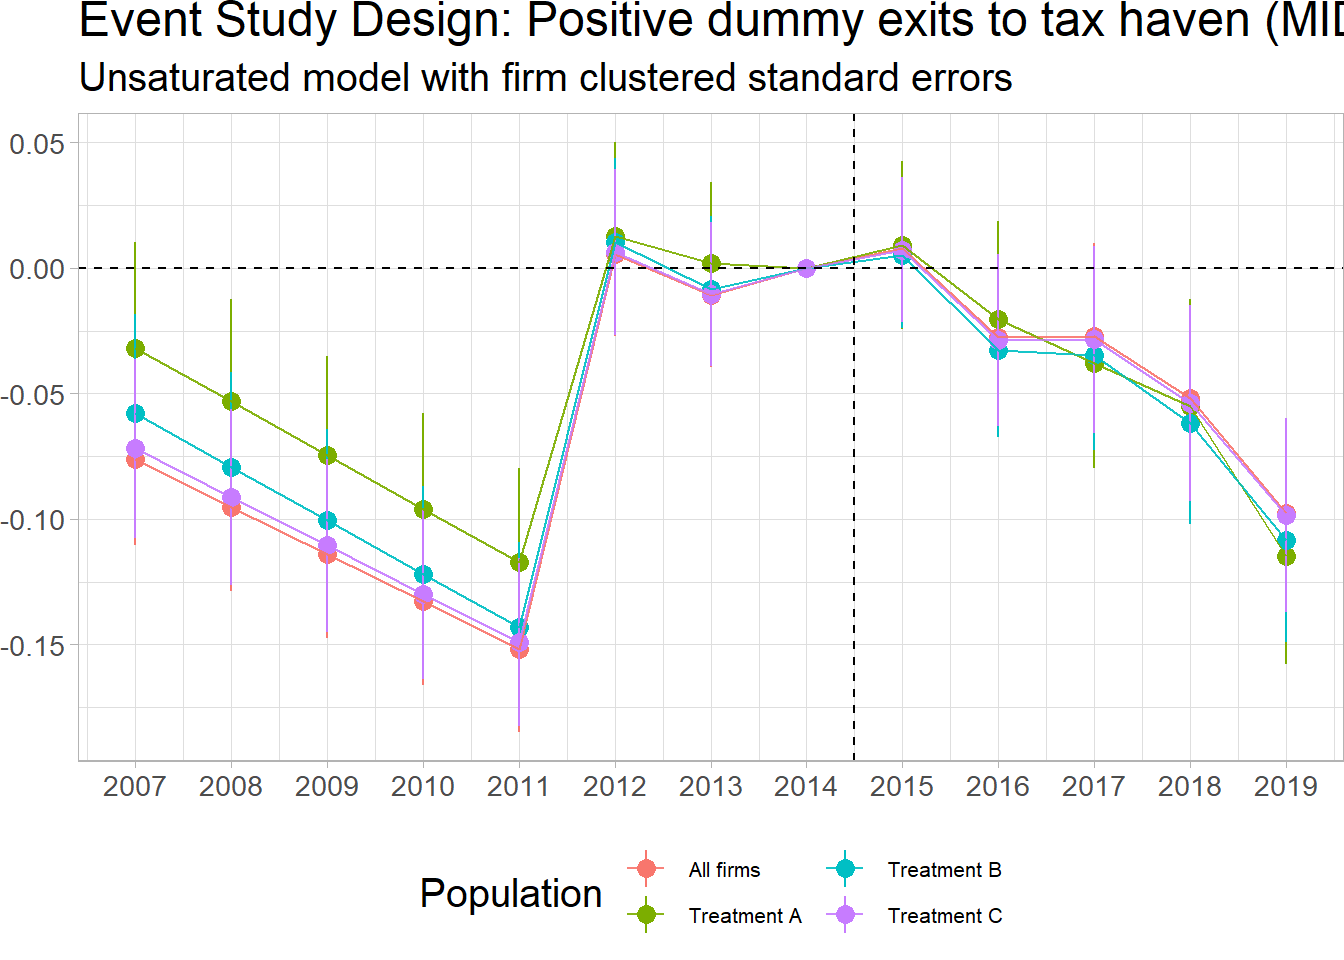 Event Study Design: Positive dummy exits to tax haven (MID
Unsaturated model with firm clustered standard errors
0.05
0.00
-0.05
-0.10
-0.15
2007 2008 2009 2010 2011 2012 2013 2014 2015 2016 2017 2018 2019
Population
All firms
Treatment A
Treatment B
Treatment C